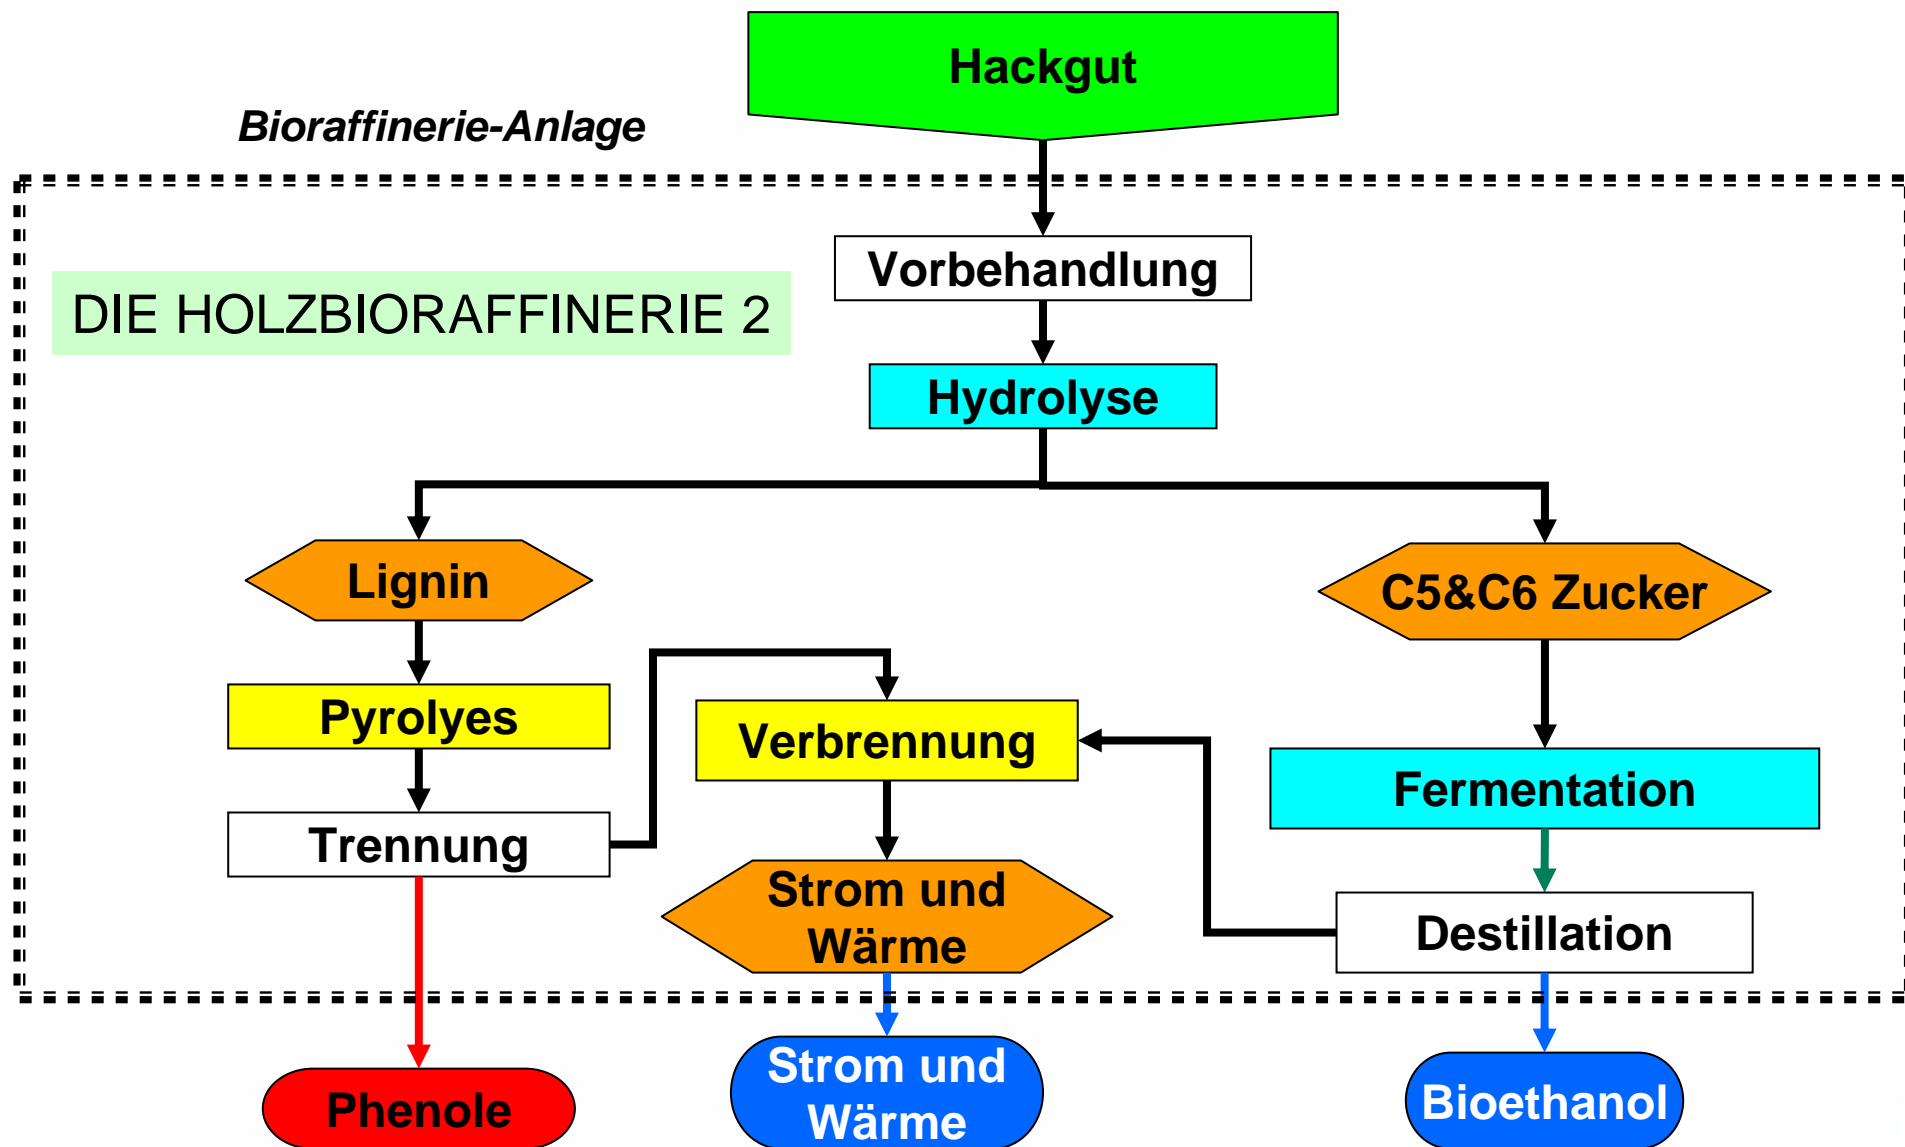 Hackgut
Bioraffinerie-Anlage
Vorbehandlung
DIE HOLZBIORAFFINERIE 2
Hydrolyse
Lignin
C5&C6 Zucker
Pyrolyes
Verbrennung
Fermentation
Trennung
Strom und
Wärme
Destillation
Strom und
Wärme
Phenole
Bioethanol